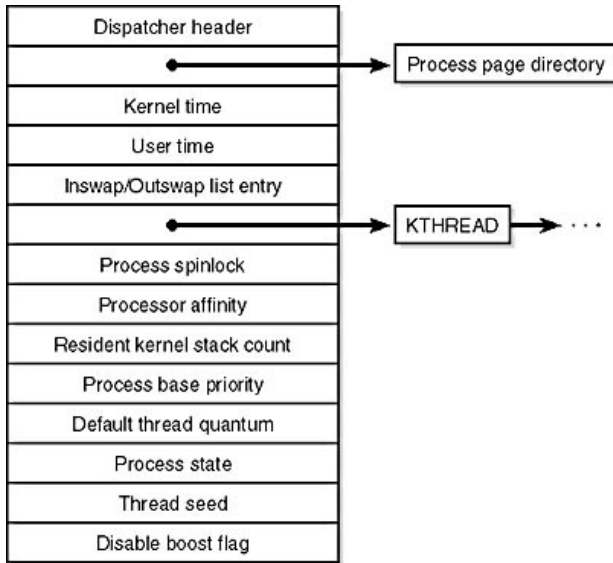 Dispatcher header
Process page directory
Kernel time
User time
Inswap/Outswap list entry
KTHREAD
Process spinlock
Processor affinity
Resident kernel stack count
Process base priority
Default thread quantum
Process state
Thread seed
Disable boost flag